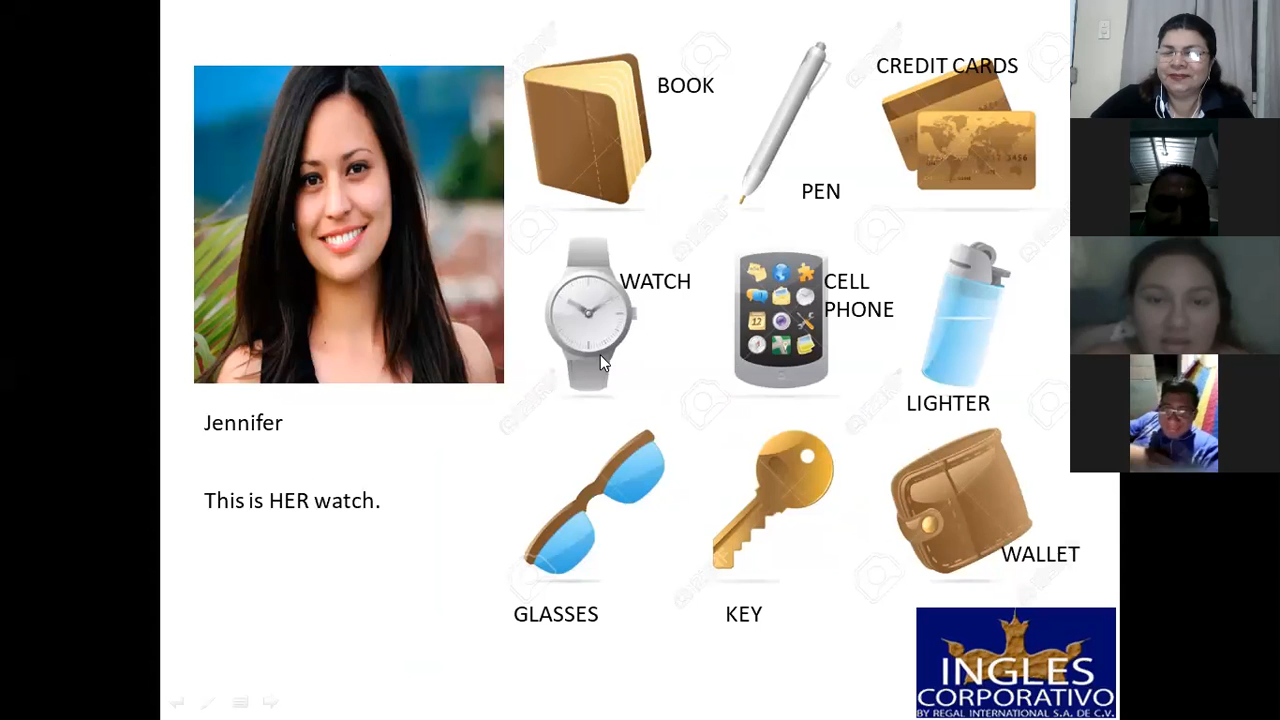 BOOK
PEN
CREDIT CARDS
WATCH
CELL
PHONE
LIGHTER
Jennifer
This is HER watch.
GLASSES
KEY
WALLET
INGLES
CORPORATIVO
BY REGAL INTERNATIONAL S.A. DE C.V.